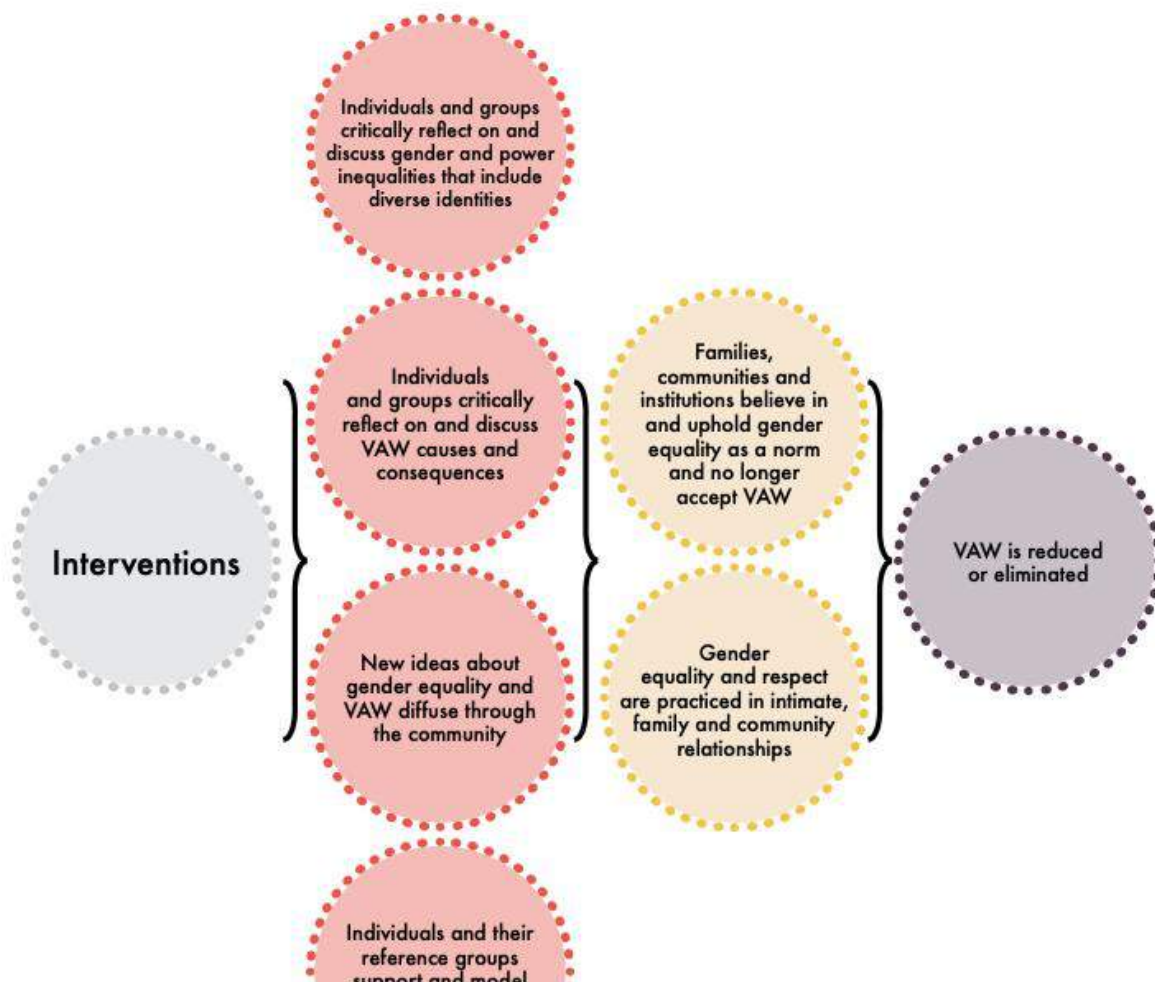 Individuals and groups
critically reflect on and
discuss gender and power
inequalities that include
diverse identities
Individuals
and groups critically
reflect on and discuss
VAW causes and
consequences
Families,
communities and
institutions believe in
and uphold gender
equality as a norm
and no longer
accept VAW
Interventions
VAW is reduced
or eliminated
New ideas about
gender equality and
VAW diffuse through
the community
Gender
equality and respect
are practiced in intimate,
family and community
relationships
Individuals and their
reference groups
support and model